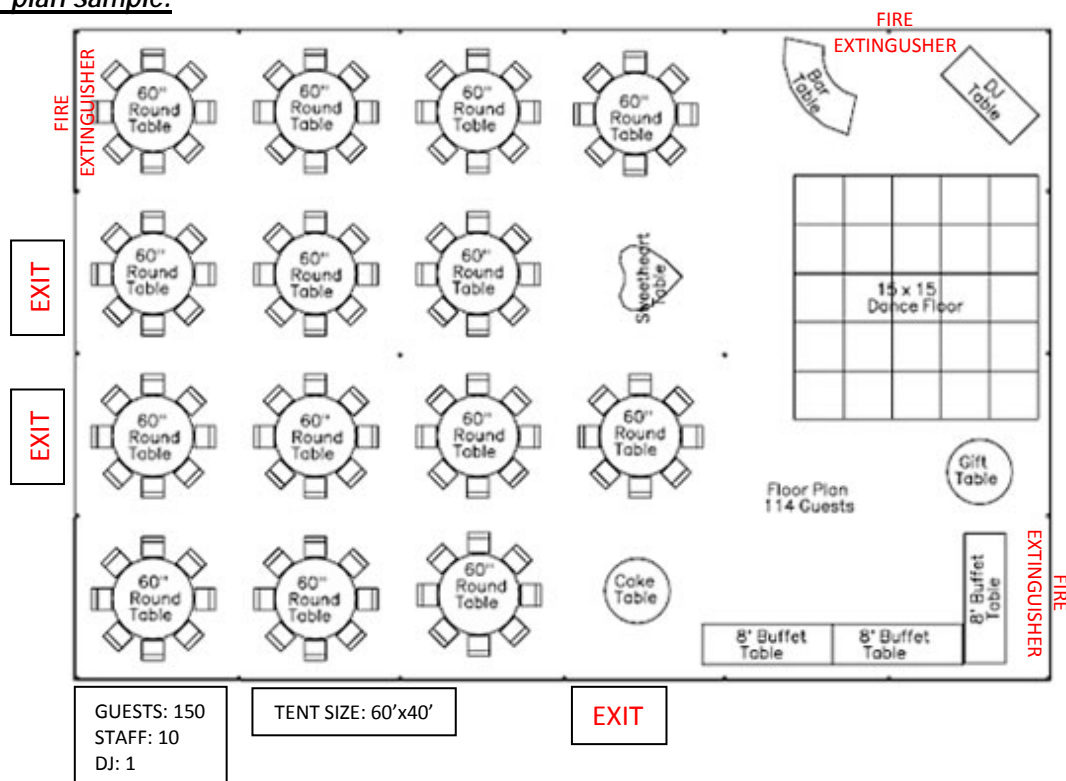 plan sample:
FIRE
EXTINGUSHER
FIRE
EXTINGUISHER
60"
Round
Table
60"
Round
Table
60"
Round
Table
60"
Round
Table
Bar
Table
DJ
Table
EXIT
60"
Round
Table
60"
Round
Table
60"
Round
Table
Sweetheart
Table
15 x 15
Dance Floor
EXIT
60"
Round
Table
60"
Round
Table
60"
Round
Table
60"
Round
Table
Gift
Table
Floor Plan
114 Guests
60"
Round
Table
60"
Round
Table
60"
Round
Table
Cake
Table
8' Buffet
Table
8' Buffet
Table
8' Buffet
Table
FIRE
EXTINGUISHER
GUESTS: 150
STAFF: 10
DJ: 1
TENT SIZE: 60'x40'
EXIT